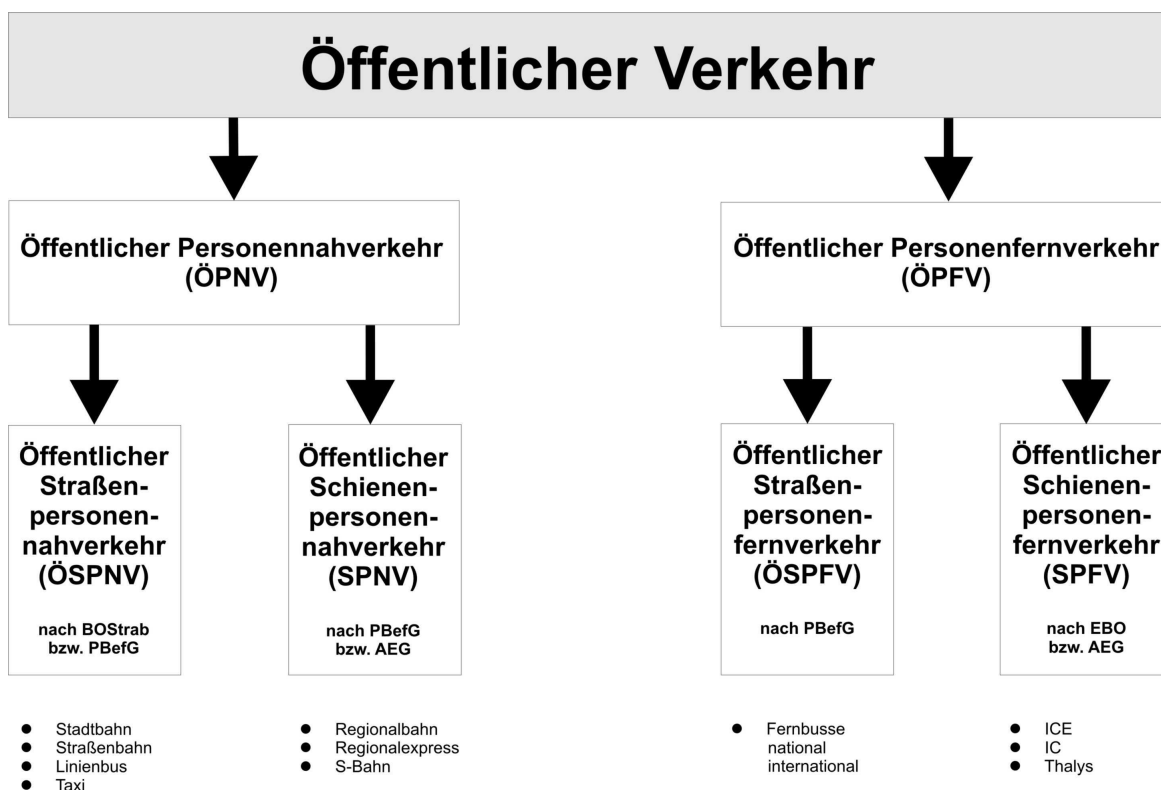 Öffentlicher Verkehr
Öffentlicher Personennahverkehr
(ÖPNV)
Öffentlicher Personenfernverkehr
(ÖPFV)
Öffentlicher
Straßen-
personen-
nahverkehr
(ÖSPNV)
nach BOStrab
bzw. PBefG
Öffentlicher
Schienen-
personen-
nahverkehr
(SPNV)
nach PBefG
bzw. AEG
Öffentlicher
Straßen-
personen-
fernverkehr
(ÖSPFV)
nach PBefG
Öffentlicher
Schienen-
personen-
fernverkehr
(SPFV)
nach EBO
bzw. AEG
● Stadtbahn
● Straßenbahn
● Linienbus
● Taxi
● Regionalbahn
● Regionalexpress
● S-Bahn
● Fernbusse
national
international
● ICE
● IC
● Thalys